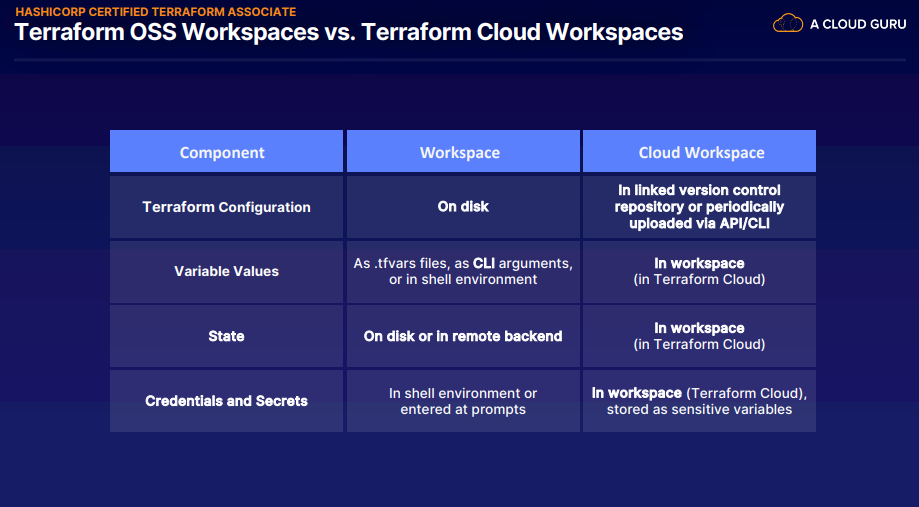 HASHICORP CERTIFIED TERRAFORM ASSOCIATE
Terraform OSS Workspaces vs. Terraform Cloud Workspaces
A CLOUD GURU
Component
Workspace
Cloud Workspace
Terraform Configuration
On disk
In linked version control
repository or periodically
uploaded via API/CLI
Variable Values
As .tfvars files, as CLI arguments,
or in shell environment
In workspace
(in Terraform Cloud)
State
On disk or in remote backend
In workspace
(in Terraform Cloud)
Credentials and Secrets
In shell environment or
entered at prompts
In workspace (Terraform Cloud),
stored as sensitive variables